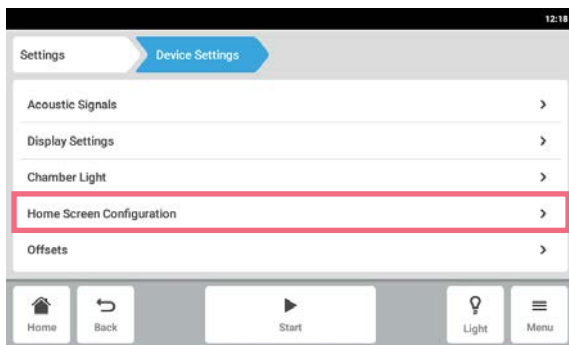 12:18
Settings Device Settings
Acoustic Signals
Display Settings
Chamber Light
Home Screen Configuration
Offsets
Home Back Start Light Menu